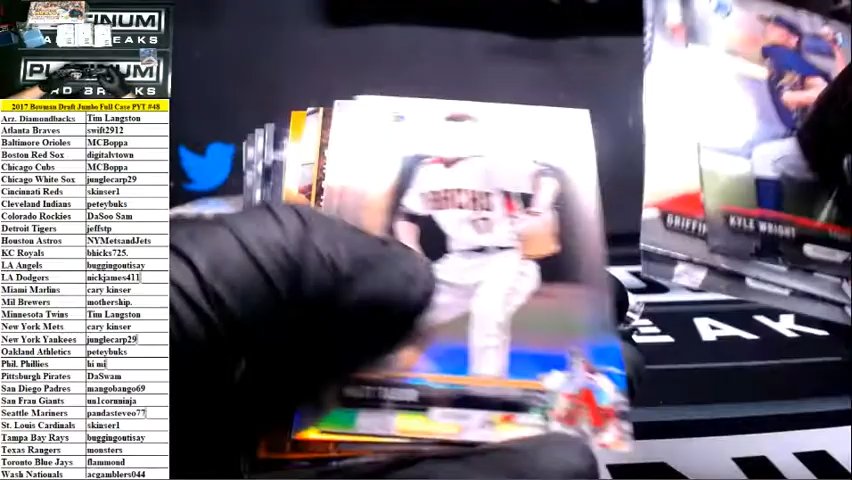 PLATINUM
PLATINUM
2017 Bowman Draft Jumbo Full Case PYT #48
Arz. Diamondbacks Tim Langston
Atlanta Braves swift2912
Baltimore Orioles MCBoppa
Boston Red Sox digitalvtown
Chicago Cubs MCBoppa
Chicago White Sox junglecarp29
Cincinnati Reds skinser1
Cleveland Indians peteybuks
Colorado Rockies DaSoo Sam
Detroit Tigers jeffstp
Houston Astros NYMetsandJets
KC Royals bhicks725.
LA Angels buggingoutisay
LA Dodgers nickjames411
Miami Marlins cary kinser
Mil Brewers mothership.
Minnesota Twins Tim Langston
New York Mets cary kinser
New York Yankees junglecarp29
Oakland Athletics peteybuks
Phil. Phillies hi mi
Pittsburgh Pirates DaSwam
San Diego Padres mangobango69
San Fran Giants un1cornninja
Seattle Mariners pandasteveo77
St. Louis Cardinals skinser1
Tampa Bay Rays buggingoutisay
Texas Rangers monsters
Toronto Blue Jays flammond
Wash Nationals acgamblers044
GRIFFIN
KYLE WRIGHT